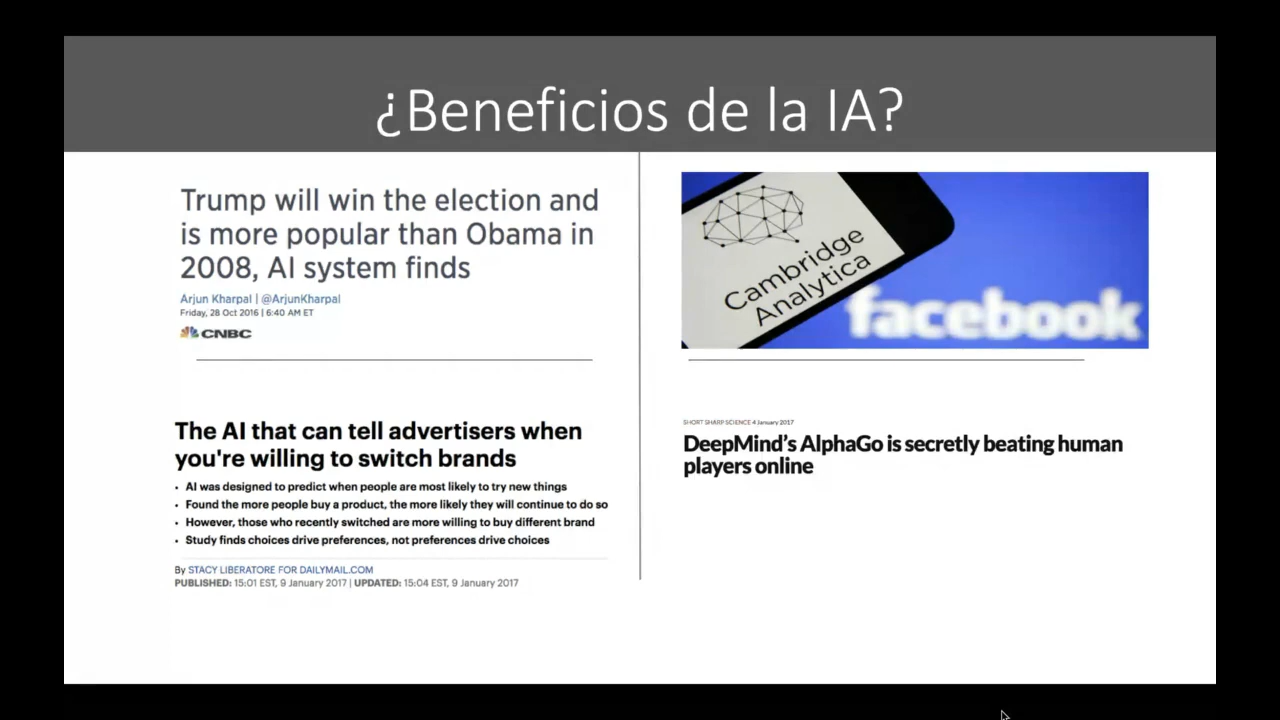 ¿Beneficios de la IA?
Trump will win the election and
is more popular than Obama in
2008, AI system finds
Arjun Kharpal | @ArjunKharpal
Friday, 28 Oct 2016 | 6:40 AM ET
CNBC
The AI that can tell advertisers when
you're willing to switch brands
• AI was designed to predict when people are most likely to try new things
• Found the more people buy a product, the more likely they will continue to do so
• However, those who recently switched are more willing to buy different brand
• Study finds choices drive preferences, not preferences drive choices
By STACY LIBERATORE FOR DAILYMAIL.COM
PUBLISHED: 15:01 EST, 9 January 2017 | UPDATED: 15:04 EST, 9 January 2017
Cambridge
Analytica
facebook
SHORT SHARP SCIENCE 4 January 2017
DeepMind's AlphaGo is secretly beating human
players online